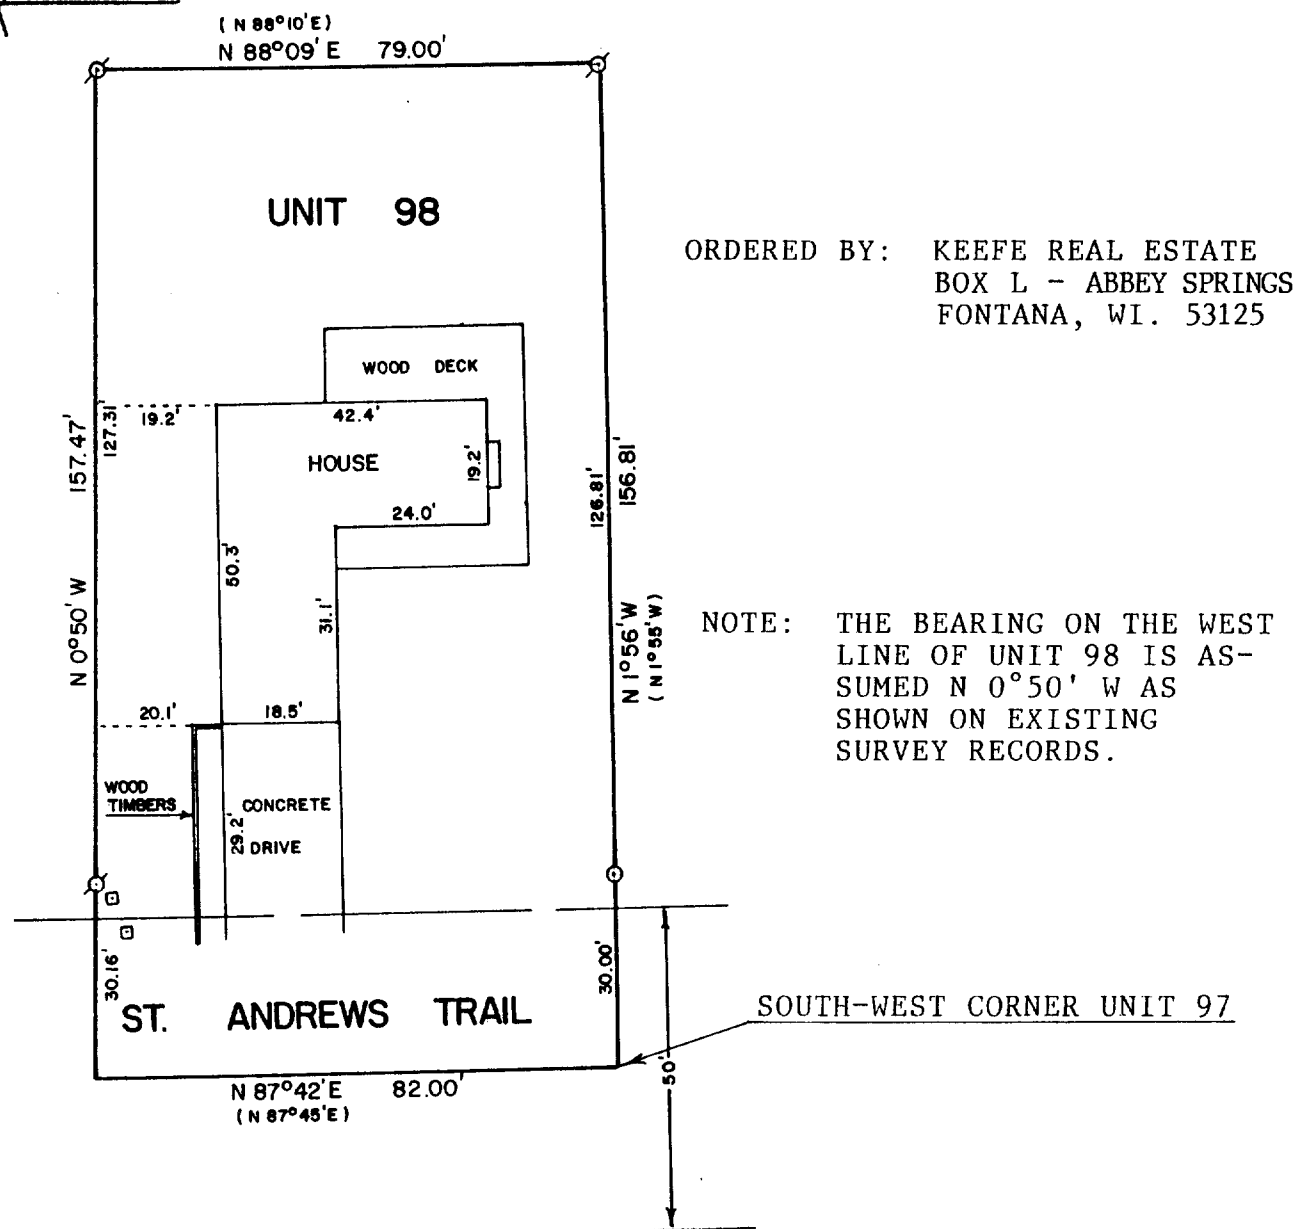 ( N 88°10'E)
N 88°09' E 79.00'
UNIT 98
ORDERED BY: KEEFE REAL ESTATE
BOX L - ABBEY SPRINGS
FONTANA, WI. 53125
WOOD DECK
19.2'
42.4'
127.31'
157.47'
HOUSE
19.2'
126.81'
156.81'
24.0'
50.3'
31.1'
N 0°50' W
N 1°56' W
( N 1°55' W)
NOTE: THE BEARING ON THE WEST
LINE OF UNIT 98 IS AS-
SUMED N 0°50' W AS
SHOWN ON EXISTING
SURVEY RECORDS.
20.1'
18.5'
WOOD
TIMBERS
CONCRETE
DRIVE
29.2'
30.16'
30.00'
ST. ANDREWS TRAIL
SOUTH-WEST CORNER UNIT 97
50'
N 87°42' E 82.00'
( N 87°45'E )